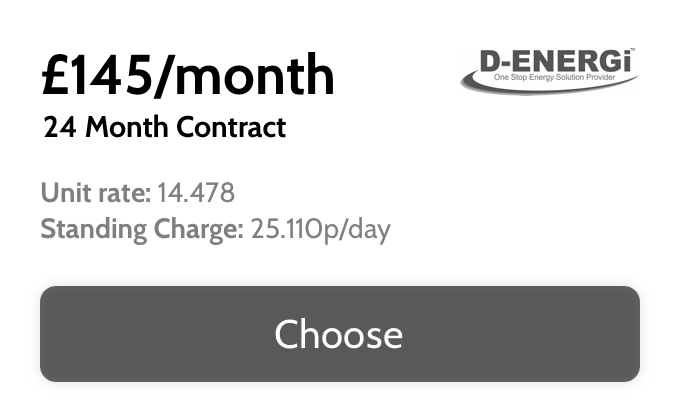 £145/month
D-ENERGi™
One Stop Energy Solution Provider
24 Month Contract
Unit rate: 14.478
Standing Charge: 25.110p/day
Choose